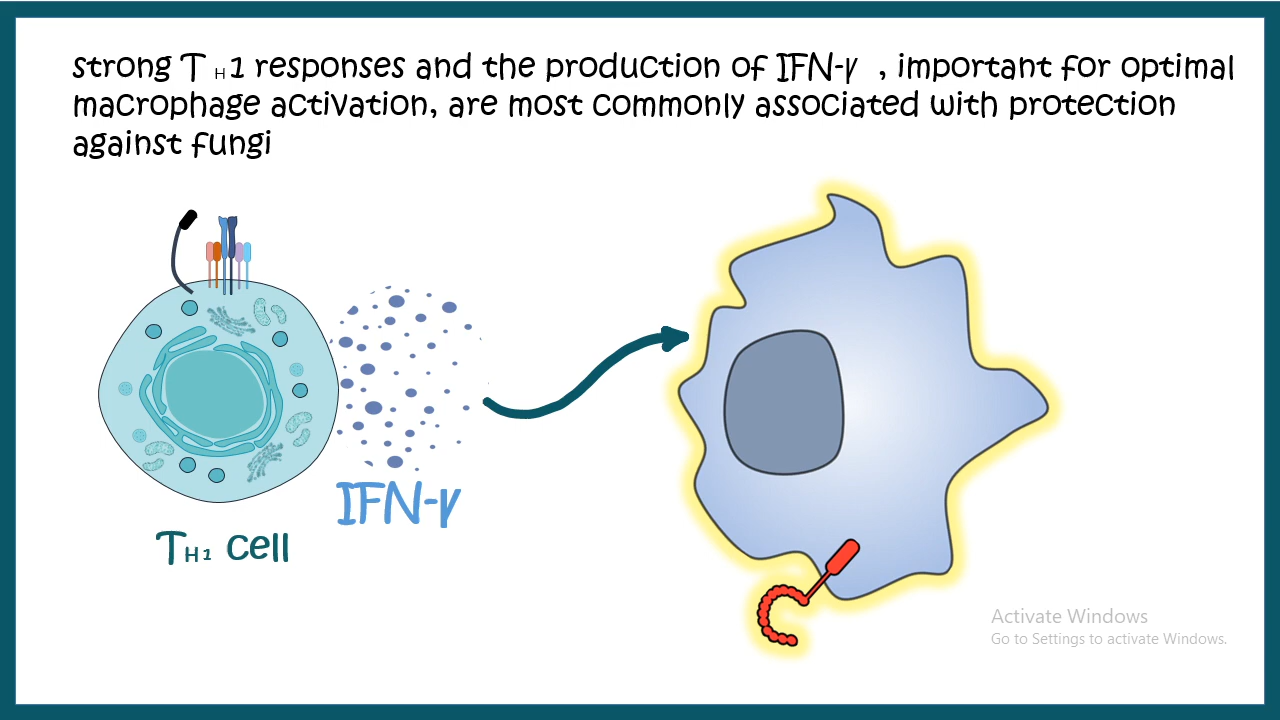 strong T H1 responses and the production of IFN-γ , important for optimal
macrophage activation, are most commonly associated with protection
against fungi
IFN-γ
TH1 cell
Activate Windows
Go to Settings to activate Windows.